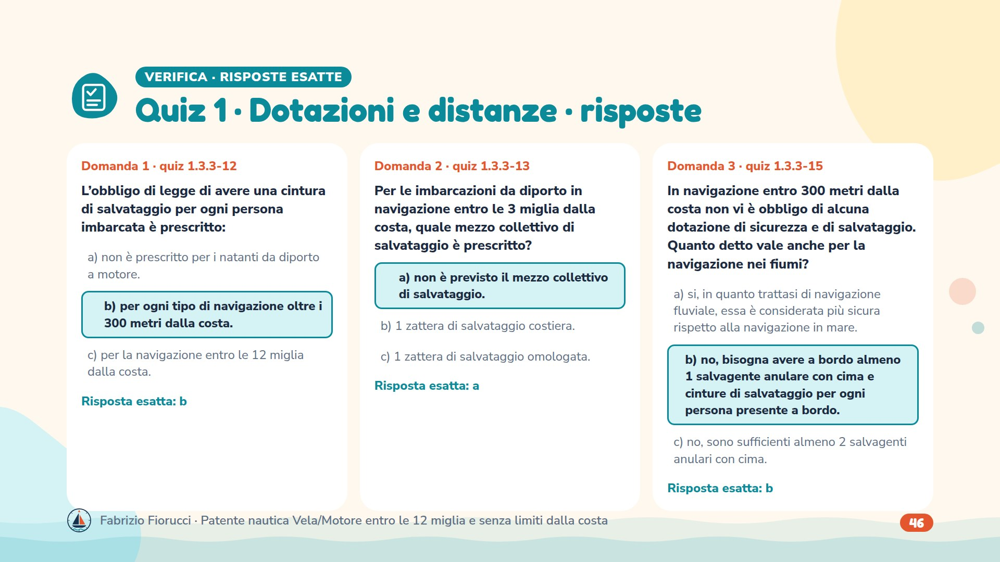 VERIFICA · RISPOSTE ESATTE
Quiz 1 · Dotazioni e distanze · risposte
Domanda 1 · quiz 1.3.3-12
L’obbligo di legge di avere una cintura
di salvataggio per ogni persona
imbarcata è prescritto:
a) non è prescritto per i natanti da diporto
a motore.
b) per ogni tipo di navigazione oltre i
300 metri dalla costa.
c) per la navigazione entro le 12 miglia
dalla costa.
Risposta esatta: b
Domanda 2 · quiz 1.3.3-13
Per le imbarcazioni da diporto in
navigazione entro le 3 miglia dalla
costa, quale mezzo collettivo di
salvataggio è prescritto?
a) non è previsto il mezzo collettivo
di salvataggio.
b) 1 zattera di salvataggio costiera.
c) 1 zattera di salvataggio omologata.
Risposta esatta: a
Domanda 3 · quiz 1.3.3-15
In navigazione entro 300 metri dalla
costa non vi è obbligo di alcuna
dotazione di sicurezza e di salvataggio.
Quanto detto vale anche per la
navigazione nei fiumi?
a) si, in quanto trattasi di navigazione
fluviale, essa è considerata più sicura
rispetto alla navigazione in mare.
b) no, bisogna avere a bordo almeno
1 salvagente anulare con cima e
cinture di salvataggio per ogni
persona presente a bordo.
c) no, sono sufficienti almeno 2 salvagenti
anulari con cima.
Risposta esatta: b
Fabrizio Fiorucci · Patente nautica Vela/Motore entro le 12 miglia e senza limiti dalla costa
46